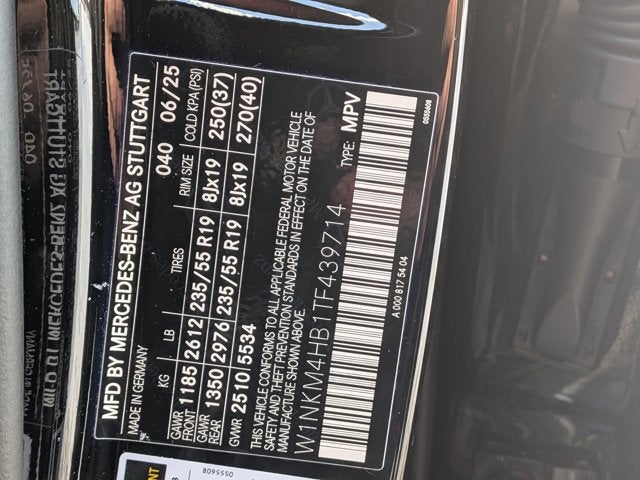 MFD BY MERCEDES-BENZ AG STUTTGART
MADE IN GERMANY 040 06/25
KG LB TIRES RIM SIZE COLD KPA (PSI)
GAWR FRONT 1185 2612 235/55 R19 8Jx19 250(37)
GAWR REAR 1350 2976 235/55 R19 8Jx19 270(40)
GVWR 2510 5534
THIS VEHICLE CONFORMS TO ALL APPLICABLE FEDERAL MOTOR VEHICLE
SAFETY AND THEFT PREVENTION STANDARDS IN EFFECT ON THE DATE OF
MANUFACTURE SHOWN ABOVE.
W1NKM4HB1TF439714 TYPE: MPV
A 000 817 54 04
0555608